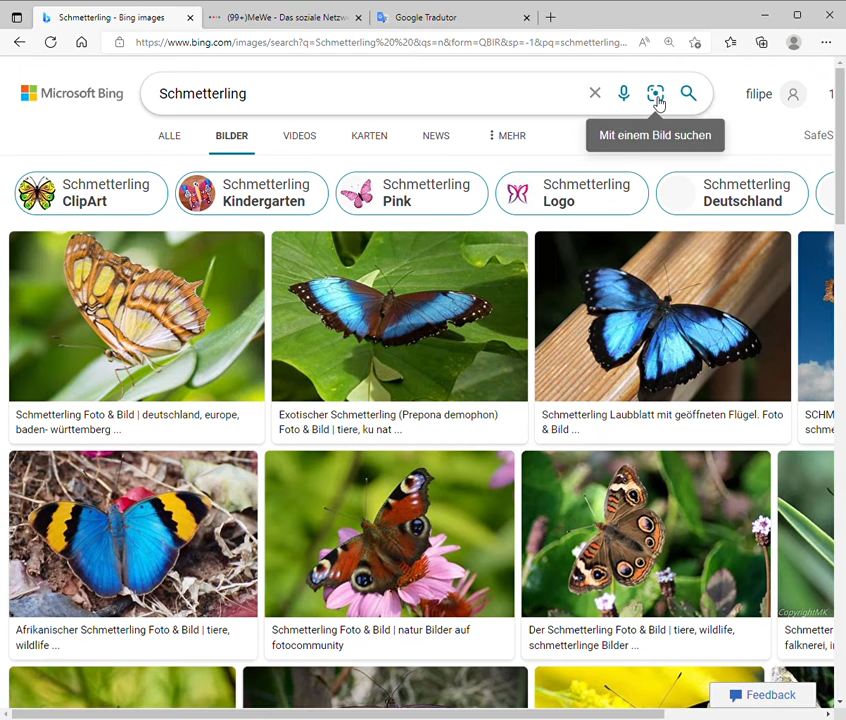 Schmetterling - Bing images
(99+)MeWe - Das soziale Netzw
Google Tradutor
https://www.bing.com/images/search?q=Schmetterling%20%20&qs=n&form=QBIR&sp=-1&pq=schmetterling...
Microsoft Bing
Schmetterling
filipe
1
Mit einem Bild suchen
ALLE
BILDER
VIDEOS
KARTEN
NEWS
MEHR
SafeS
Schmetterling
ClipArt
Schmetterling
Kindergarten
Schmetterling
Pink
Schmetterling
Logo
Schmetterling
Deutschland
Schmetterling Foto & Bild | deutschland, europe,
baden- württemberg ...
Exotischer Schmetterling (Prepona demophon)
Foto & Bild | tiere, ku nat ...
Schmetterling Laubblatt mit geöffneten Flügel. Foto
& Bild ...
SCHM
schme
Afrikanischer Schmetterling Foto & Bild | tiere,
wildlife ...
Schmetterling Foto & Bild | natur Bilder auf
fotocommunity
Der Schmetterling Foto & Bild | tiere, wildlife,
schmetterlinge Bilder ...
CopyrightMK
Schmetter
falknerei, i
Feedback